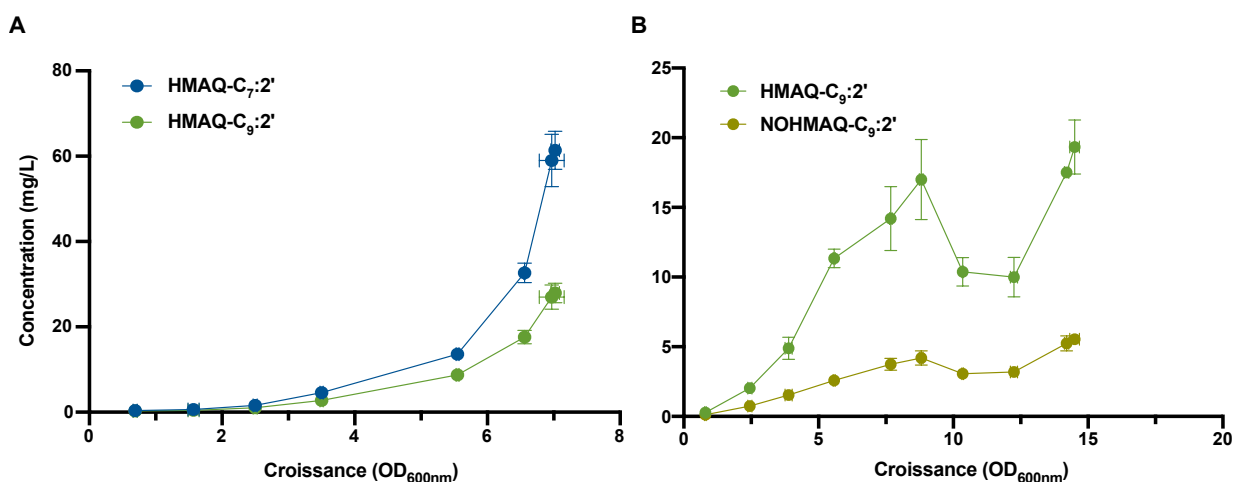 A
HMAQ-C7:2'
HMAQ-C9:2'
Concentration (mg/L)
80
60
40
20
0
0 2 4 6 8
Croissance (OD600nm)
B
HMAQ-C9:2'
NOHMAQ-C9:2'
25
20
15
10
5
0
0 5 10 15 20
Croissance (OD600nm)